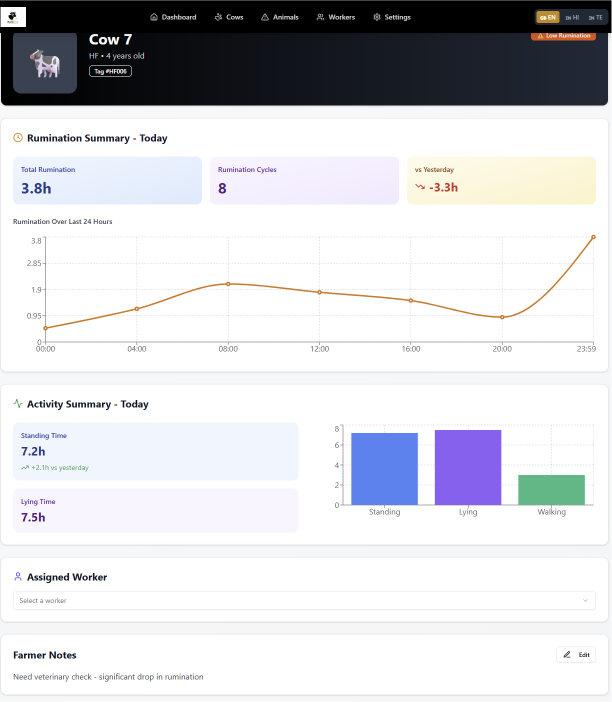 Dashboard Cows Animals Workers Settings GB EN IN HI IN TE
Cow 7
Low Rumination
HF • 4 years old
Tag #HF006
Rumination Summary - Today
Total Rumination
3.8h
Rumination Cycles
8
vs Yesterday
-3.3h
Rumination Over Last 24 Hours
3.8
2.85
1.9
0.95
0
00:00 04:00 08:00 12:00 16:00 20:00 23:59
Activity Summary - Today
Standing Time
7.2h
+2.1h vs yesterday
Lying Time
7.5h
8
6
4
2
0
Standing Lying Walking
Assigned Worker
Select a worker
Farmer Notes
Edit
Need veterinary check - significant drop in rumination